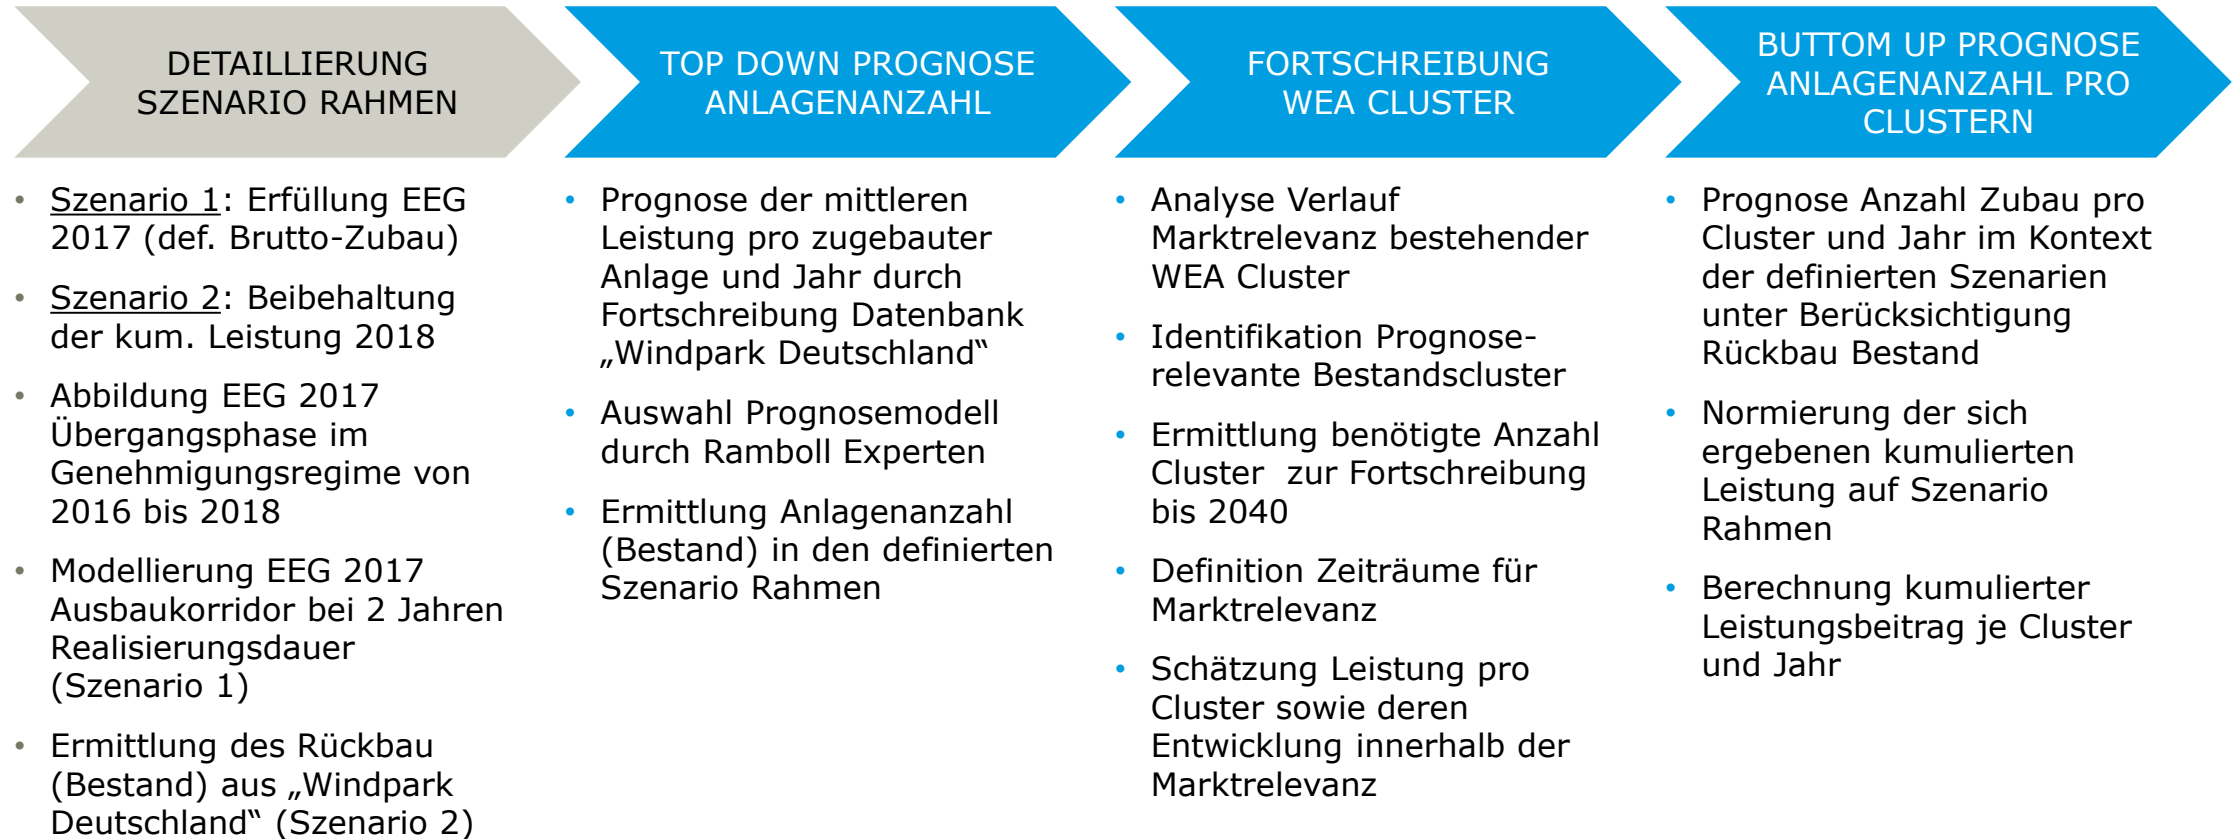 DETAILLIERUNG
SZENARIO RAHMEN
• Szenario 1: Erfüllung EEG
2017 (def. Brutto-Zubau)
• Szenario 2: Beibehaltung
der kum. Leistung 2018
• Abbildung EEG 2017
Übergangsphase im
Genehmigungsregime von
2016 bis 2018
• Modellierung EEG 2017
Ausbaukorridor bei 2 Jahren
Realisierungsdauer
(Szenario 1)
• Ermittlung des Rückbau
(Bestand) aus „Windpark
Deutschland“ (Szenario 2)
TOP DOWN PROGNOSE
ANLAGENANZAHL
• Prognose der mittleren
Leistung pro zugebauter
Anlage und Jahr durch
Fortschreibung Datenbank
„Windpark Deutschland“
• Auswahl Prognosemodell
durch Ramboll Experten
• Ermittlung Anlagenanzahl
(Bestand) in den definierten
Szenario Rahmen
FORTSCHREIBUNG
WEA CLUSTER
• Analyse Verlauf
Marktrelevanz bestehender
WEA Cluster
• Identifikation Prognose-
relevante Bestandscluster
• Ermittlung benötigte Anzahl
Cluster  zur Fortschreibung
bis 2040
• Definition Zeiträume für
Marktrelevanz
• Schätzung Leistung pro
Cluster sowie deren
Entwicklung innerhalb der
Marktrelevanz
BUTTOM UP PROGNOSE
ANLAGENANZAHL PRO
CLUSTERN
• Prognose Anzahl Zubau pro
Cluster und Jahr im Kontext
der definierten Szenarien
unter Berücksichtigung
Rückbau Bestand
• Normierung der sich
ergebenen kumulierten
Leistung auf Szenario
Rahmen
• Berechnung kumulierter
Leistungsbeitrag je Cluster
und Jahr